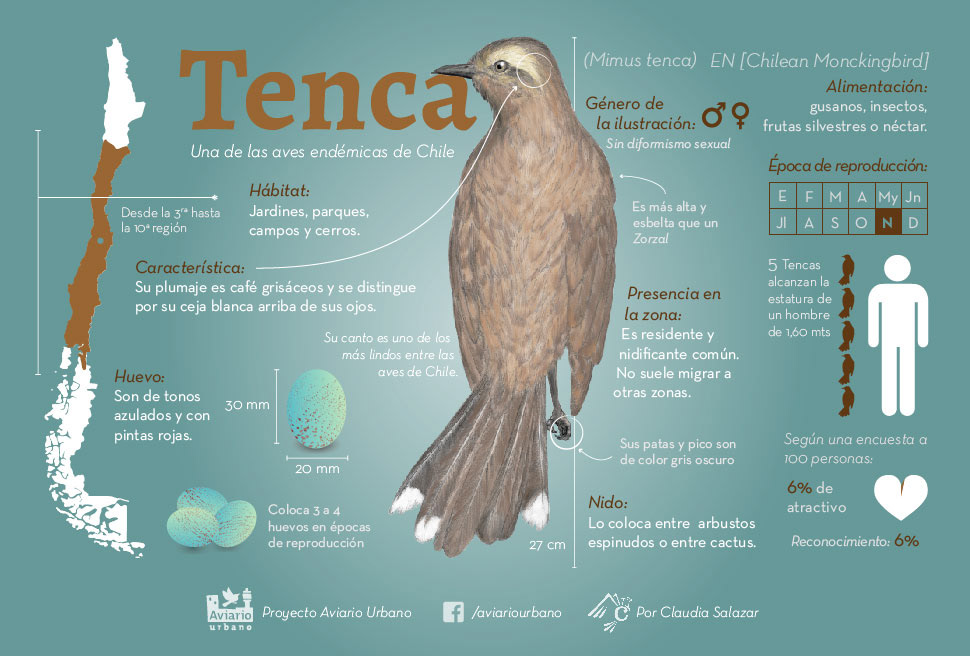 Tenca
Una de las aves endémicas de Chile
(Mimus tenca) EN [Chilean Monckingbird]
Género de
la ilustración:
Sin diformismo sexual
Alimentación:
gusanos, insectos,
frutas silvestres o néctar.
Época de reproducción:
E F M A My Jn
Jl A S O N D
Desde la 3ra hasta
la 10a región
Hábitat:
Jardines, parques,
campos y cerros.
Característica:
Su plumaje es café grisáceos y se distingue
por su ceja blanca arriba de sus ojos.
Es más alta y
esbelta que un
Zorzal
5 Tencas
alcanzan la
estatura de
un hombre
de 1,60 mts
Presencia en
la zona:
Es residente y
nidificante común.
No suele migrar a
otras zonas.
Su canto es uno de los
más lindos entre las
aves de Chile.
Huevo:
Son de tonos
azulados y con
pintas rojas.
30 mm
20 mm
Coloca 3 a 4
huevos en épocas
de reproducción
Sus patas y pico son
de color gris oscuro
Nido:
Lo coloca entre arbustos
espinudos o entre cactus.
27 cm
Según una encuesta a
100 personas:
6% de
atractivo
Reconocimiento: 6%
Aviario
urbano
Proyecto Aviario Urbano
/aviariourbano
Por Claudia Salazar